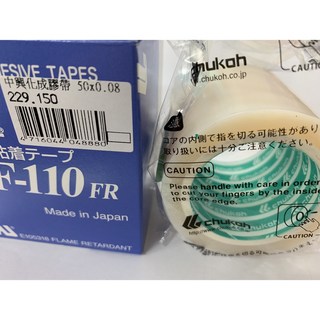 ESIVE TAPES
中興化成膠帶 50x0.08
229.150
4716044048880
粘着テープ
F-110 FR
Made in Japan
E100316 FLAME RETARDANT
chukoh
.chukoh.co.jp
コアの内側で指を切る可能性があ
取り扱いには十分ご注意ください。
CAUTION
Please handle with care in order
to cut your fingers by the inside
the core edge.
chukoh
CAUTION
CAUTION